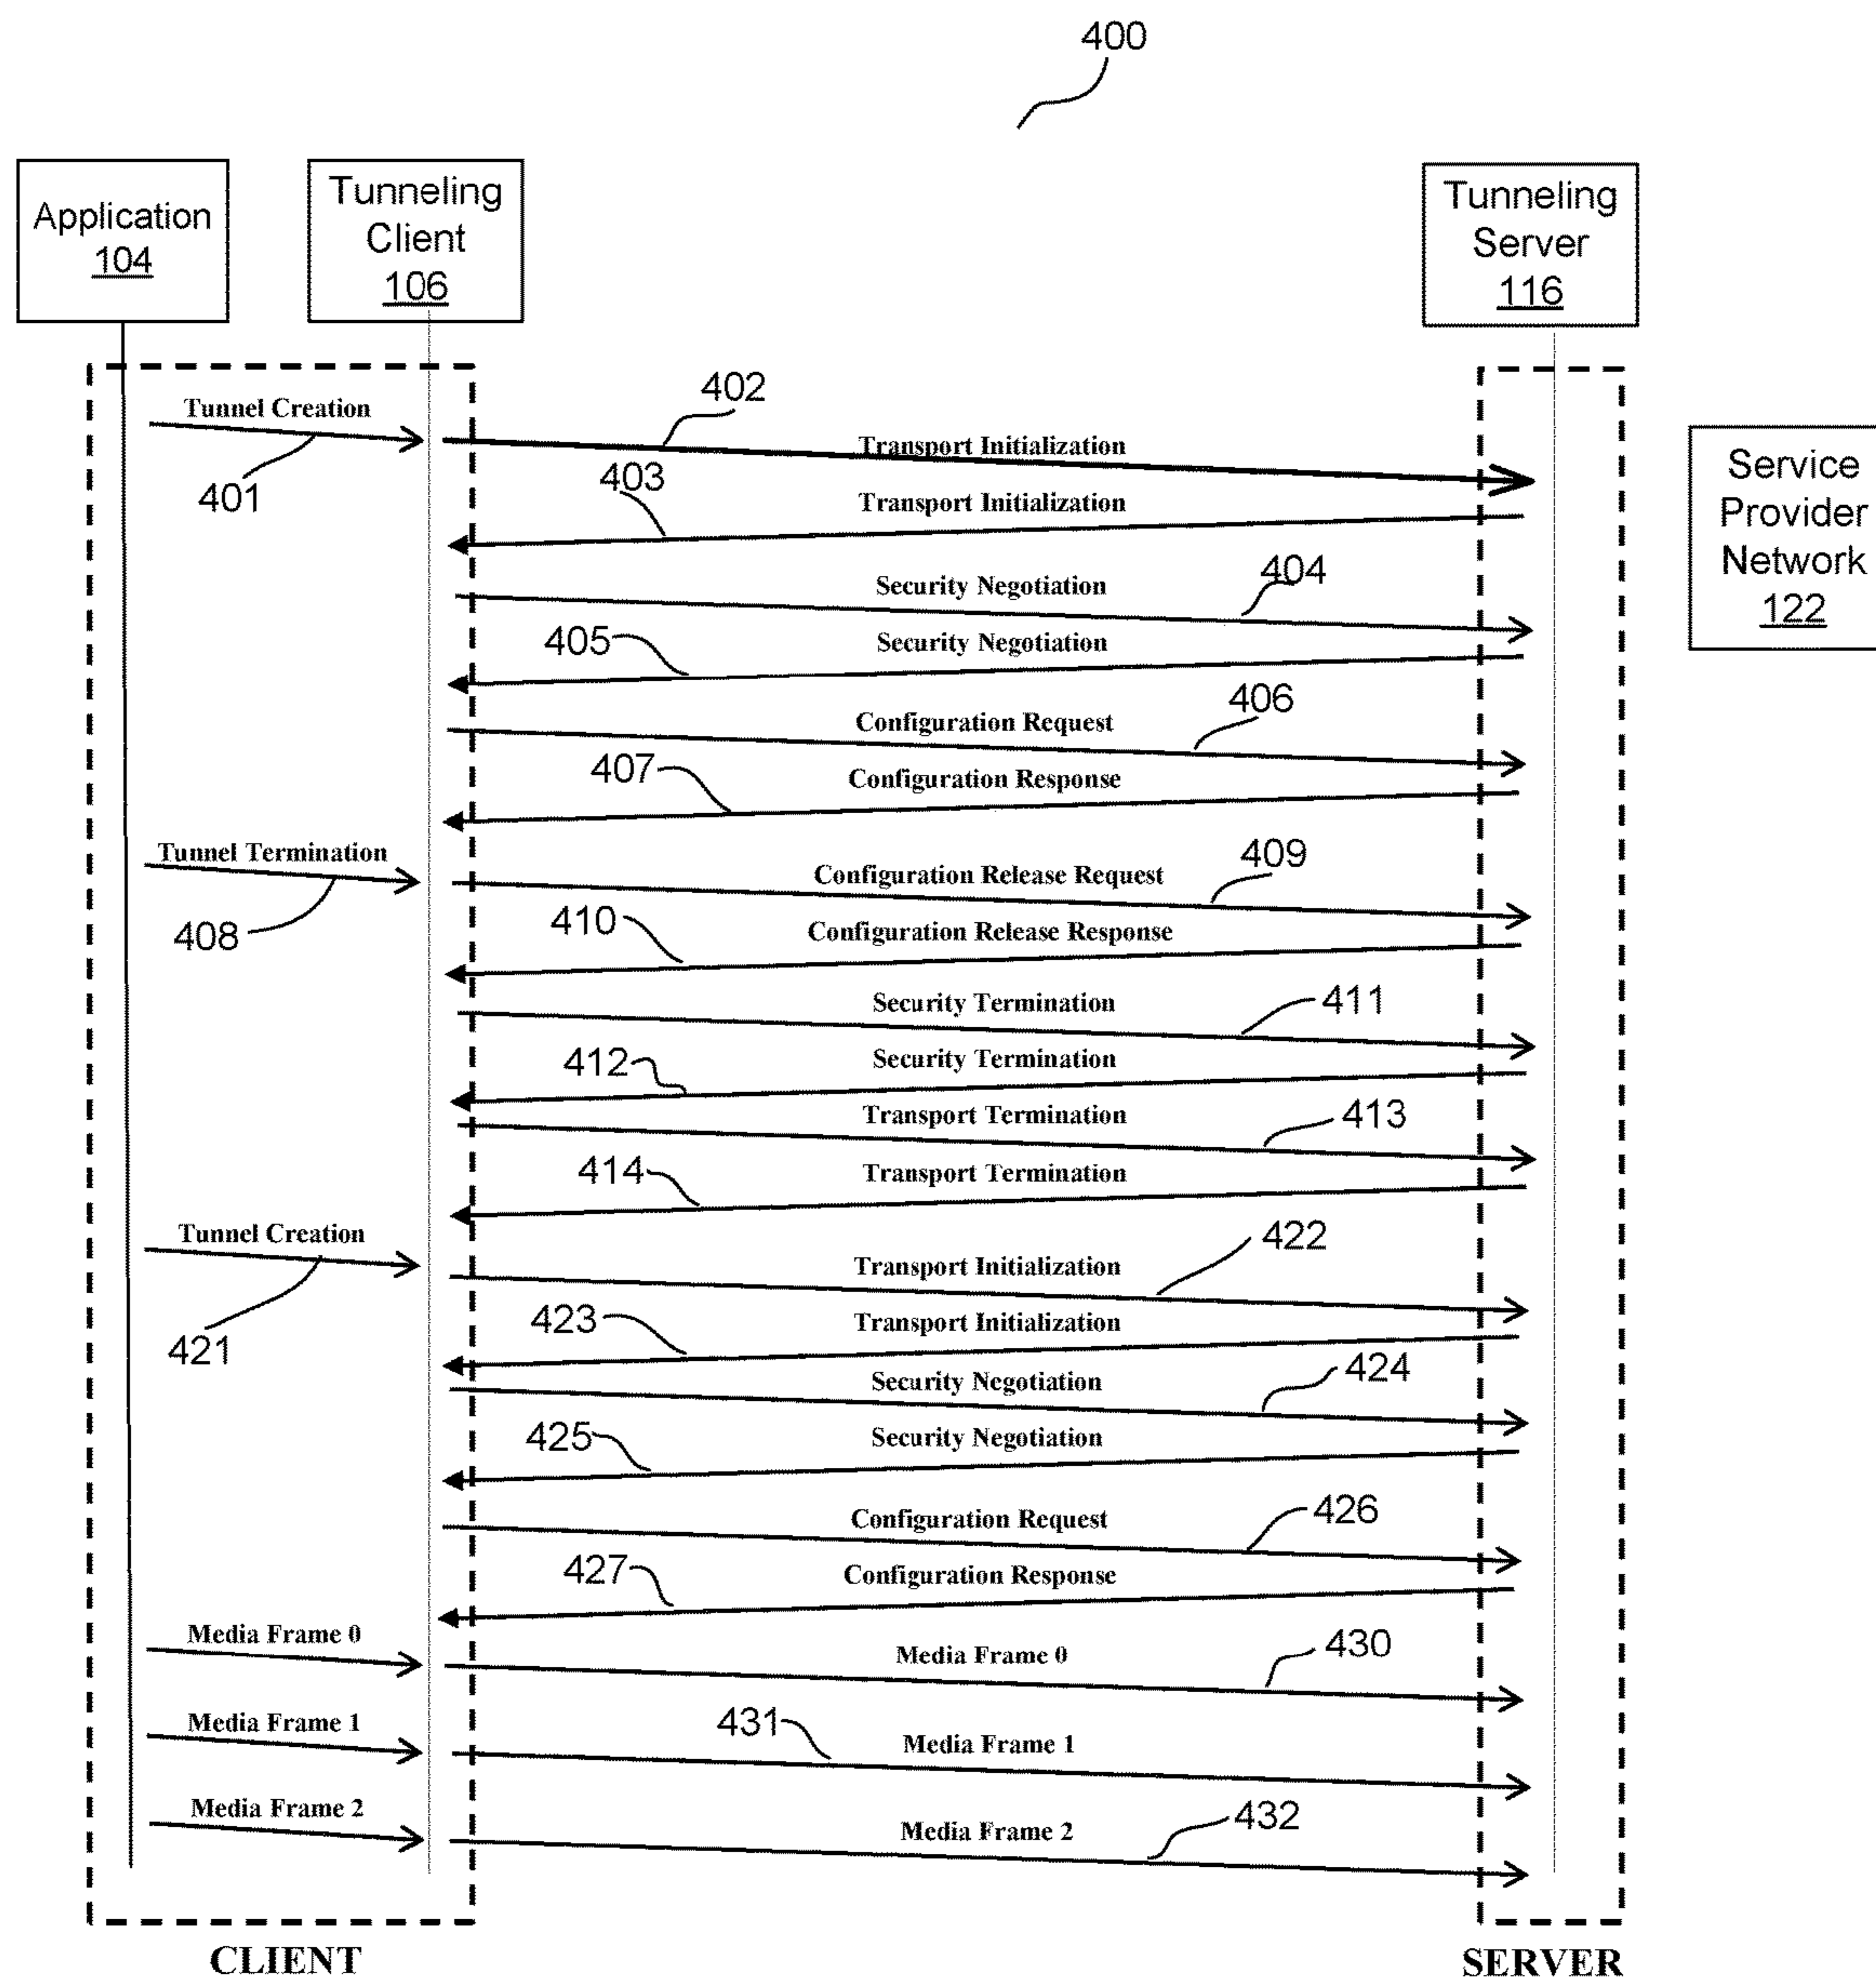 400
Application
104
Tunneling
Client
106
Tunneling
Server
116
Service
Provider
Network
122
Tunnel Creation
401
402
Transport Initialization
403
Transport Initialization
Security Negotiation
404
405
Security Negotiation
Configuration Request
406
407
Configuration Response
Tunnel Termination
408
Configuration Release Request
409
410
Configuration Release Response
Security Termination
411
412
Security Termination
Transport Termination
413
414
Transport Termination
Tunnel Creation
421
Transport Initialization
422
423
Transport Initialization
Security Negotiation
424
425
Security Negotiation
Configuration Request
426
427
Configuration Response
Media Frame 0
Media Frame 0
430
Media Frame 1
431
Media Frame 1
Media Frame 2
Media Frame 2
432
CLIENT
SERVER